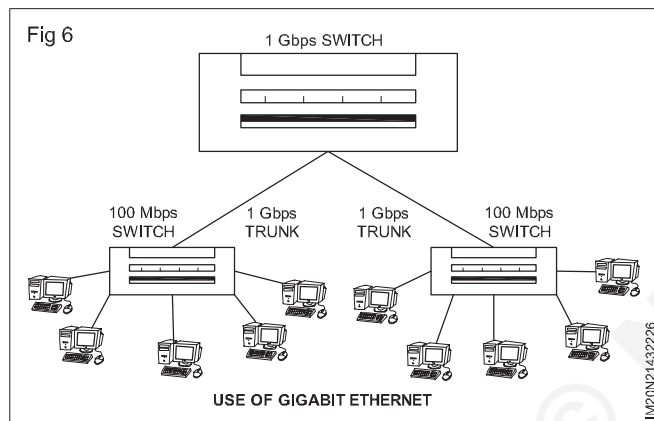 Fig 6
1 Gbps SWITCH
100 Mbps
SWITCH
1 Gbps
TRUNK
1 Gbps
TRUNK
100 Mbps
SWITCH
USE OF GIGABIT ETHERNET
IM20N21432226